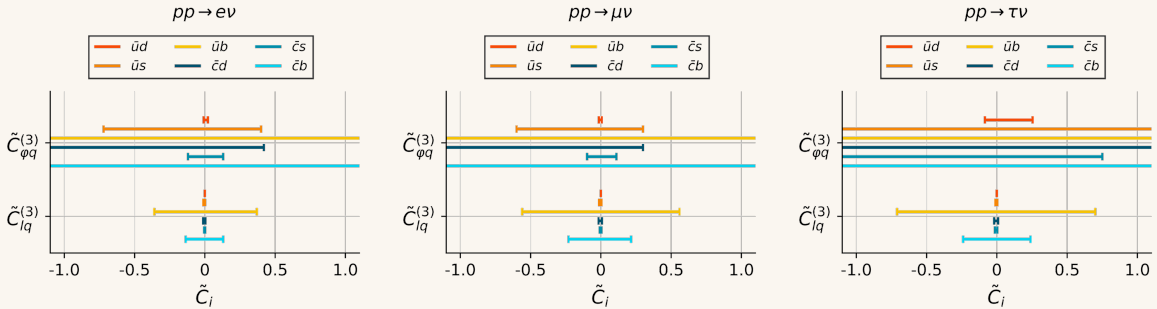 pp → eν
ūd ūb c̄s
ūs c̄d c̄b
C̃φq(3)
C̃lq(3)
-1.0 -0.5 0 0.5 1.0
C̃i
pp → μν
ūd ūb c̄s
ūs c̄d c̄b
C̃φq(3)
C̃lq(3)
-1.0 -0.5 0 0.5 1.0
C̃i
pp → τν
ūd ūb c̄s
ūs c̄d c̄b
C̃φq(3)
C̃lq(3)
-1.0 -0.5 0 0.5 1.0
C̃i